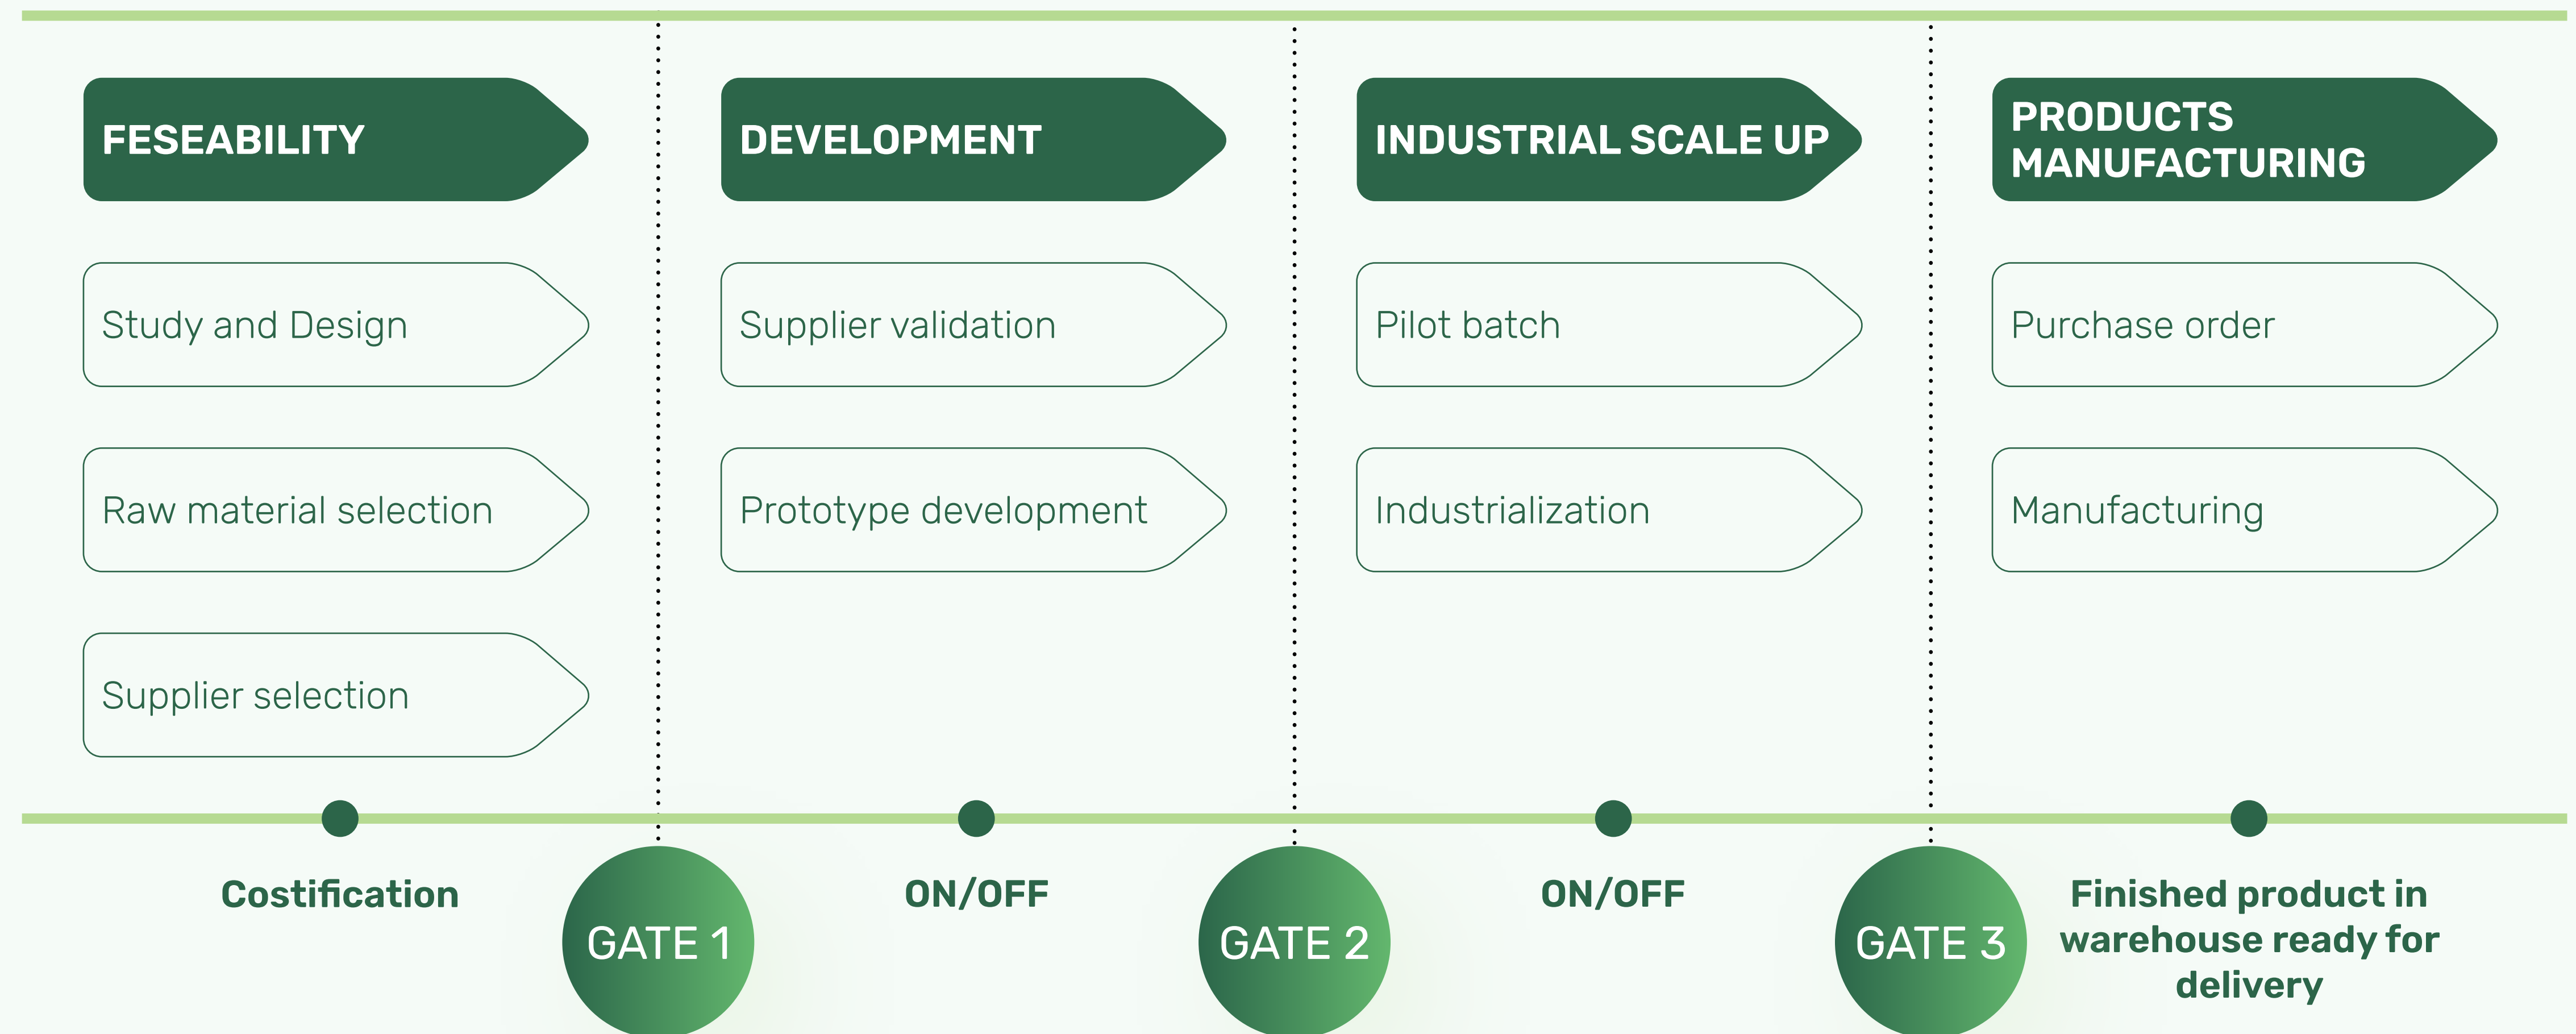 FESEABILITY
Study and Design
Raw material selection
Supplier selection
Costification
GATE 1
DEVELOPMENT
Supplier validation
Prototype development
ON/OFF
GATE 2
INDUSTRIAL SCALE UP
Pilot batch
Industrialization
ON/OFF
GATE 3
PRODUCTS
MANUFACTURING
Purchase order
Manufacturing
Finished product in
warehouse ready for
delivery